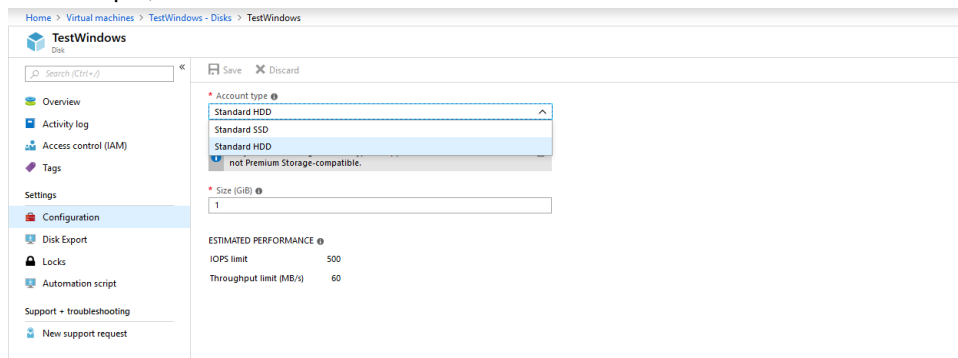 Home > Virtual machines > TestWindows - Disks > TestWindows
TestWindows
Disk
Search (Ctrl+/)
«
Overview
Activity log
Access control (IAM)
Tags
Settings
Configuration
Disk Export
Locks
Automation script
Support + troubleshooting
New support request
Save Discard
* Account type
Standard HDD
Standard SSD
Standard HDD
not Premium Storage-compatible.
* Size (GiB)
1
ESTIMATED PERFORMANCE
IOPS limit 500
Throughput limit (MB/s) 60